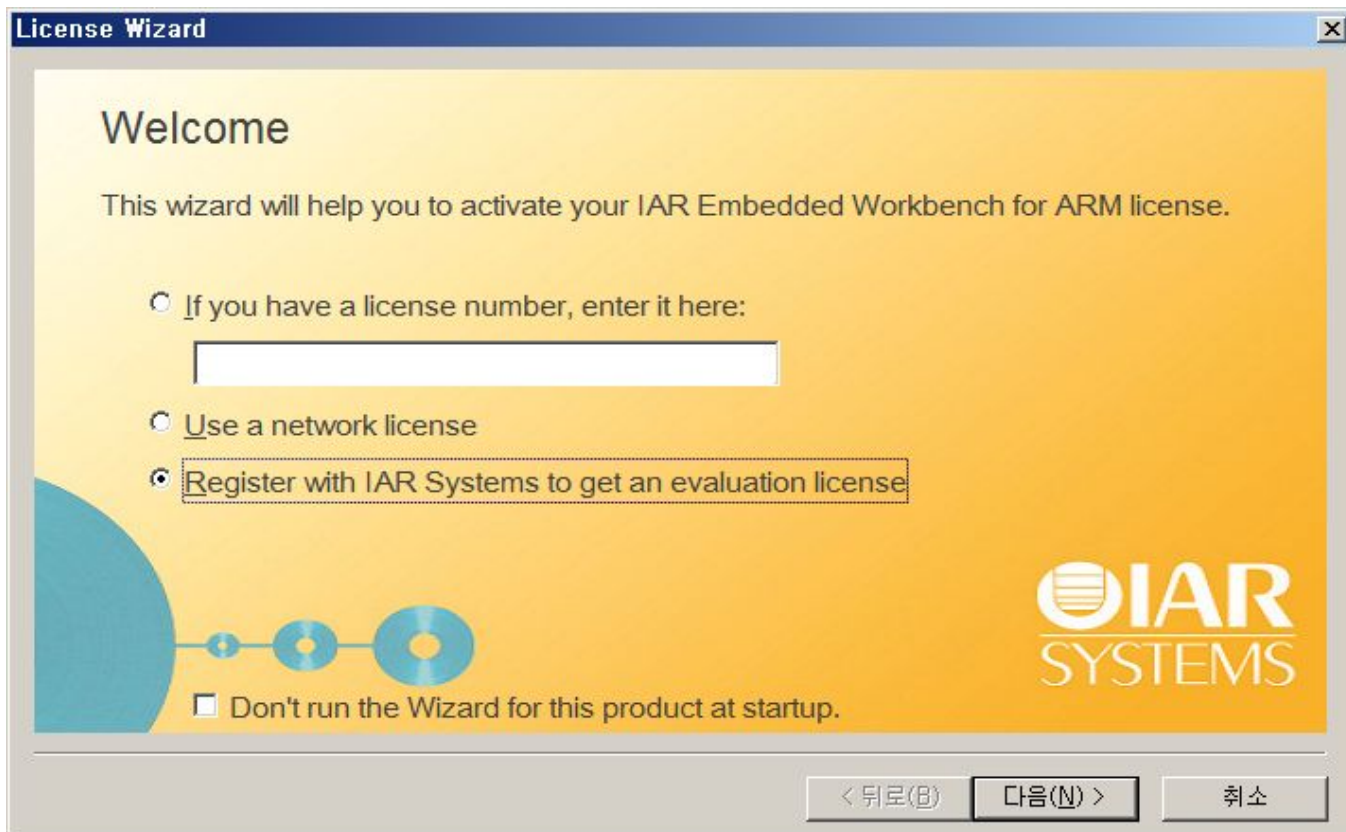 License Wizard
Welcome
This wizard will help you to activate your IAR Embedded Workbench for ARM license.
If you have a license number, enter it here:
Use a network license
Register with IAR Systems to get an evaluation license
IAR
SYSTEMS
Don't run the Wizard for this product at startup.
< 뒤로(B) 다음(N) > 취소